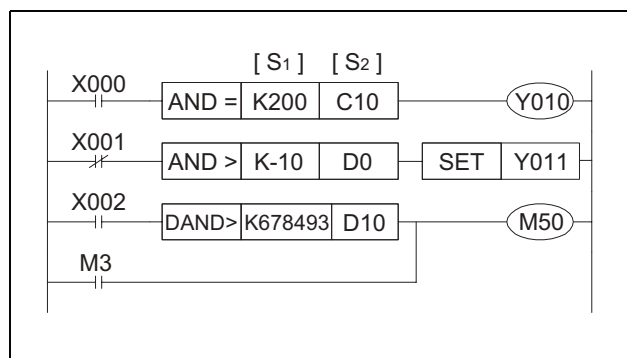 [ S1 ] [ S2 ]
X000 AND = K200 C10 Y010
X001 AND > K-10 D0 SET Y011
X002 DAND> K678493 D10 M50
M3